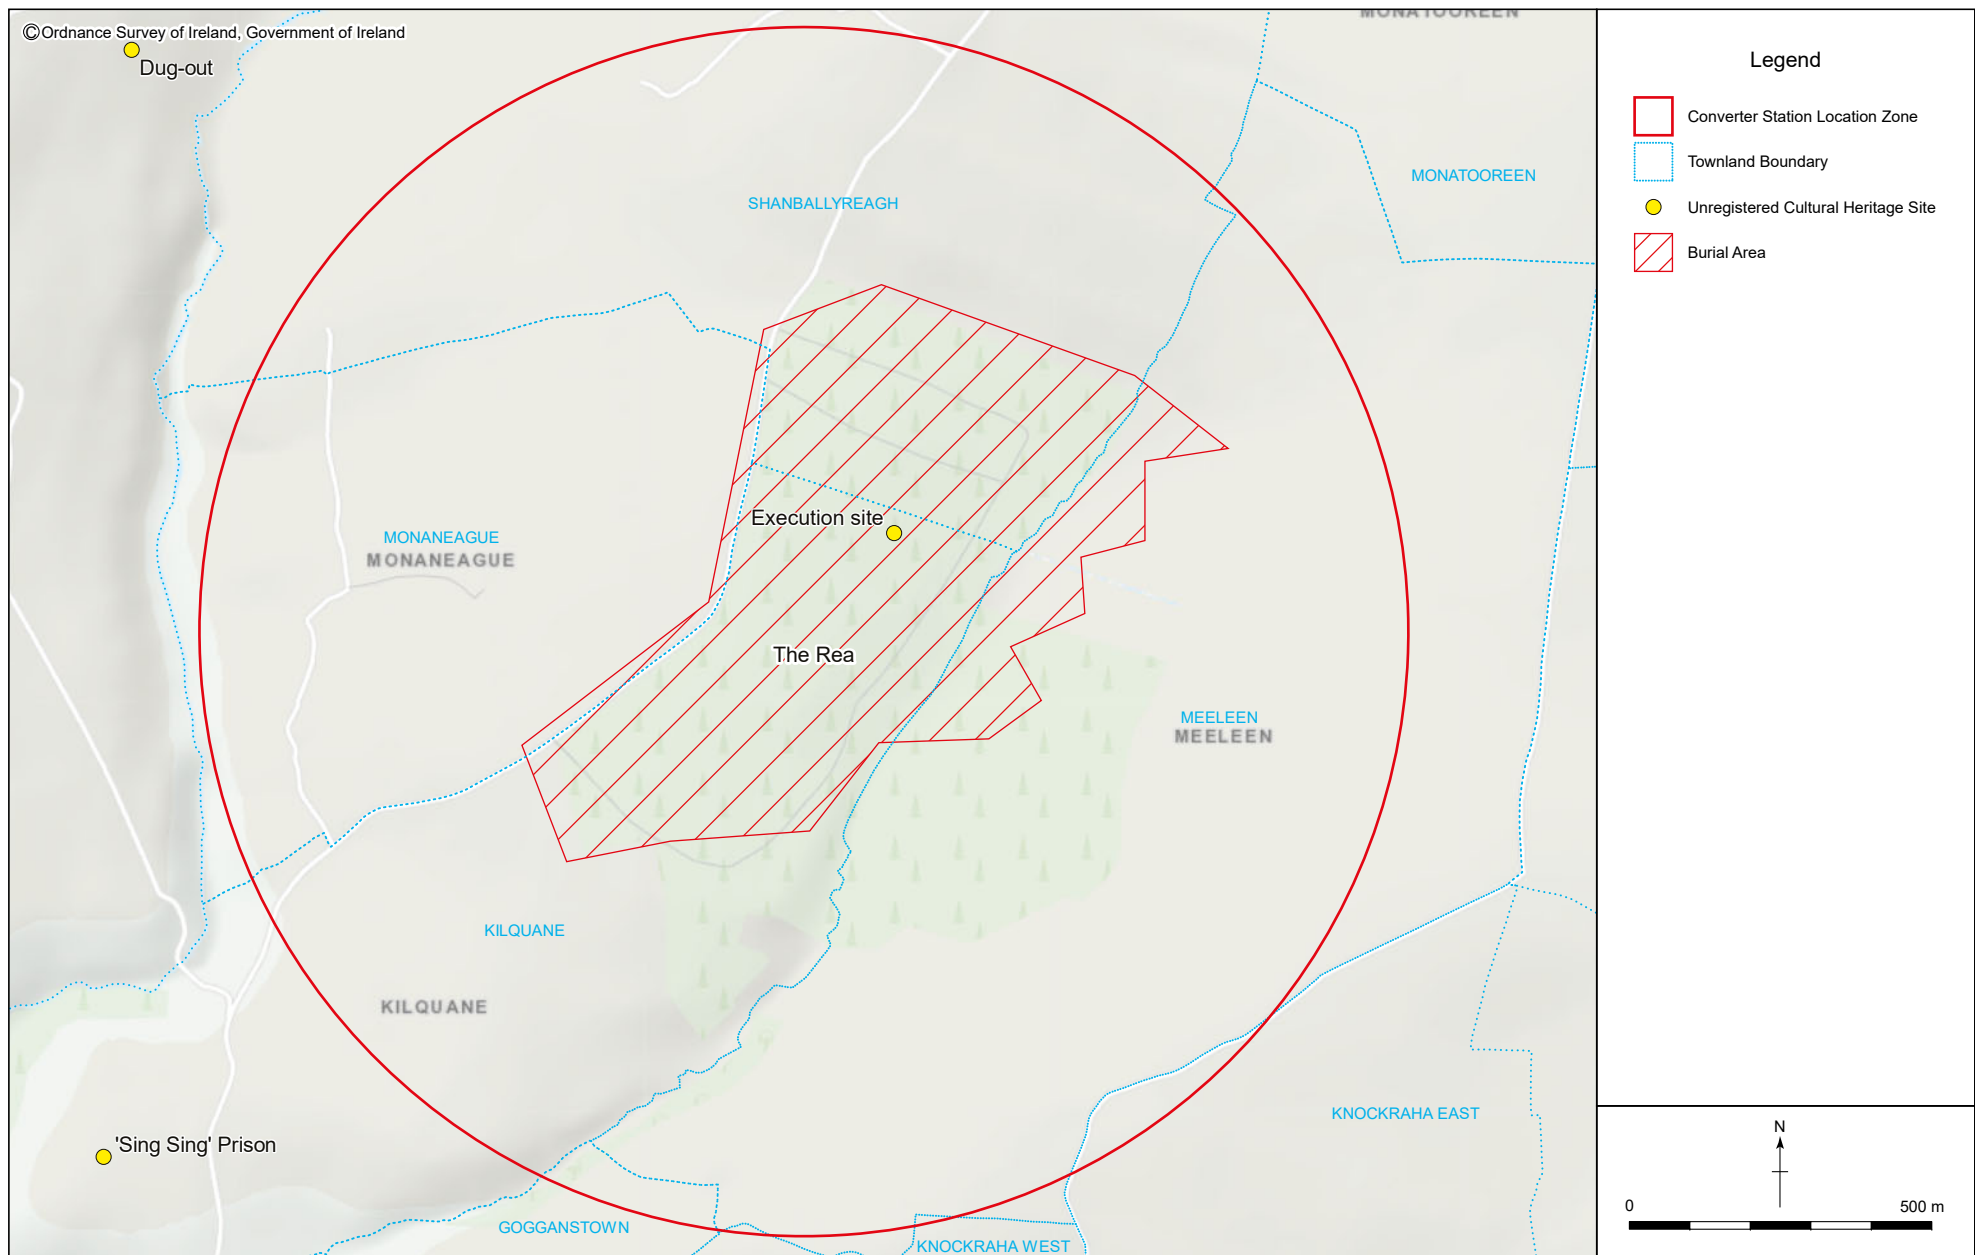 MONATOOREEN
©Ordnance Survey of Ireland, Government of Ireland
Dug-out
SHANBALLYREAGH
MONATOOREEN
Execution site
MONANEAGUE
MONANEAGUE
The Rea
MEELEEN
MEELEEN
KILQUANE
KILQUANE
KNOCKRAHA EAST
'Sing Sing' Prison
GOGGANSTOWN
KNOCKRAHA WEST
Legend
Converter Station Location Zone
Townland Boundary
Unregistered Cultural Heritage Site
Burial Area
N
0 500 m